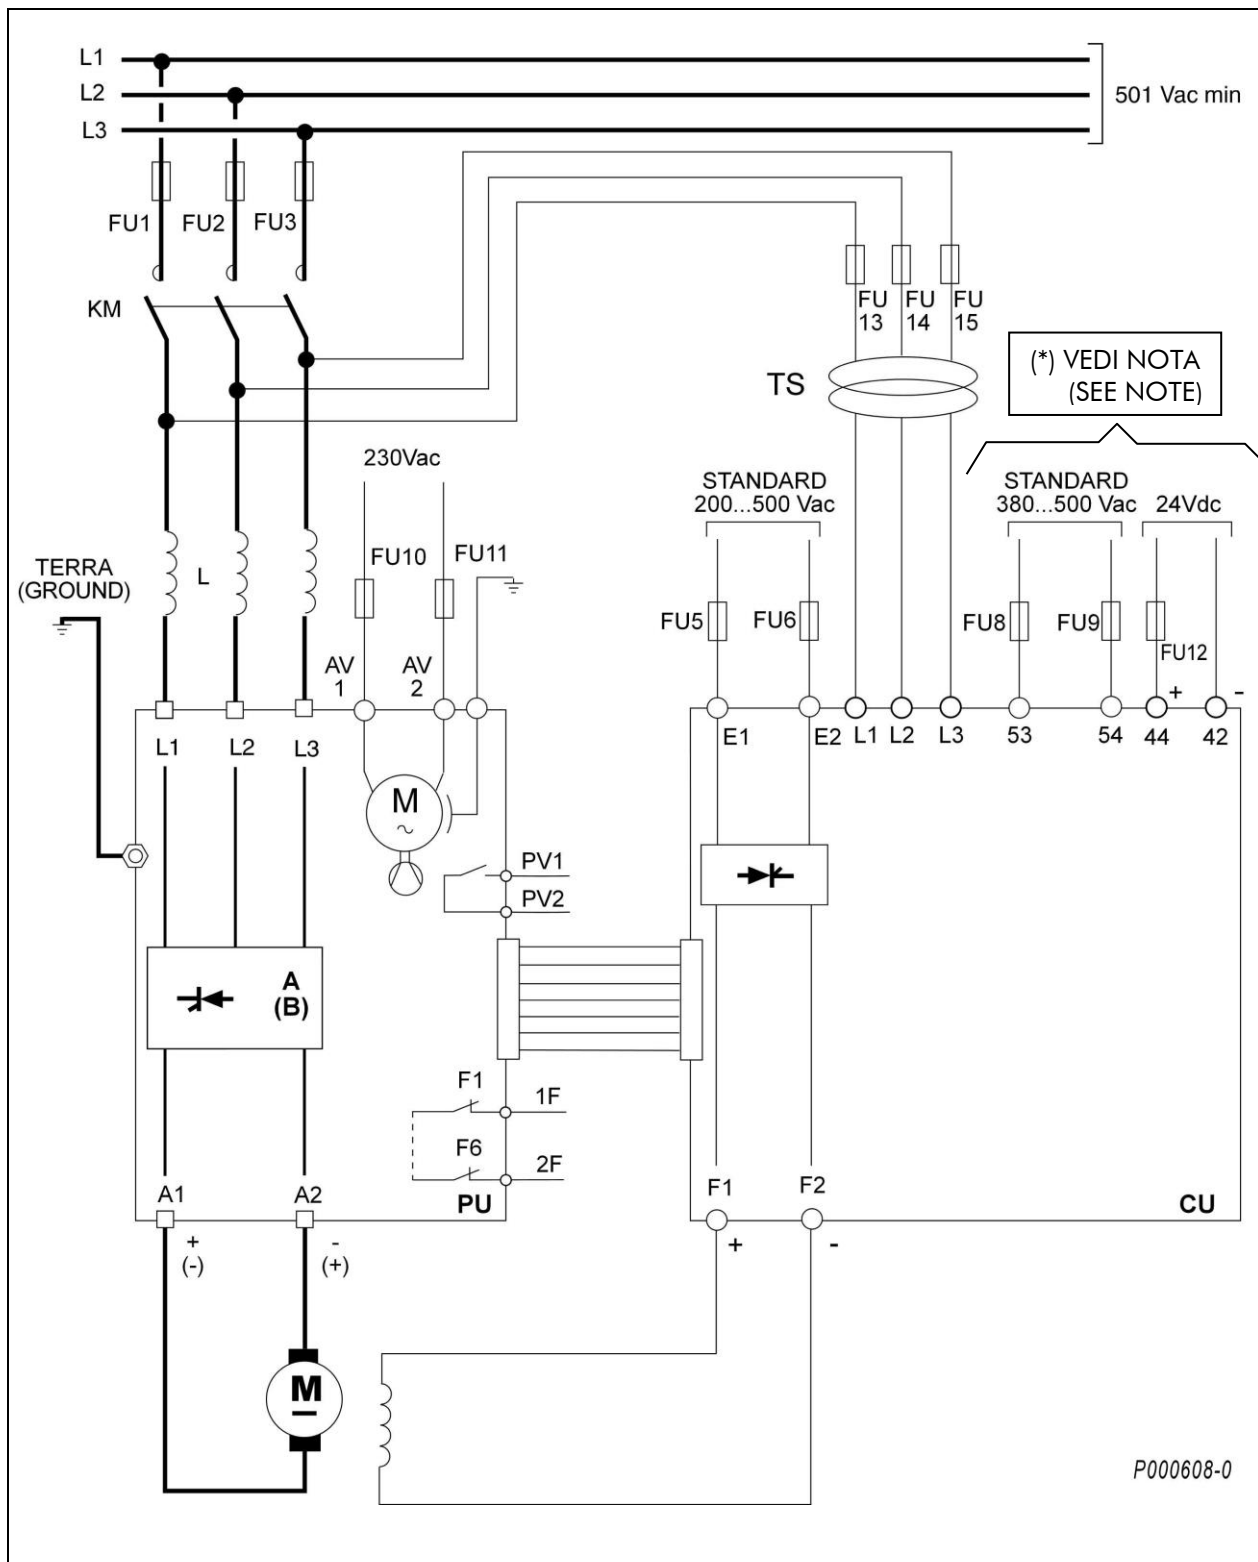 L1
L2
501 Vac min
L3
FU1
FU2
FU3
KM
FU
13
FU
14
FU
15
TS
(*) VEDI NOTA
(SEE NOTE)
230Vac
STANDARD
200...500 Vac
STANDARD
380...500 Vac
24Vdc
TERRA
(GROUND)
L
FU10
FU11
FU5
FU6
FU8
FU9
FU12
AV
1
AV
2
+
-
L1
L2
L3
E1
E2
L1
L2
L3
53
54
44
42
M
~
PV1
PV2
A
(B)
F1
1F
F6
2F
A1
A2
PU
F1
F2
CU
+
(-)
-
(+)
+
-
M
P000608-0